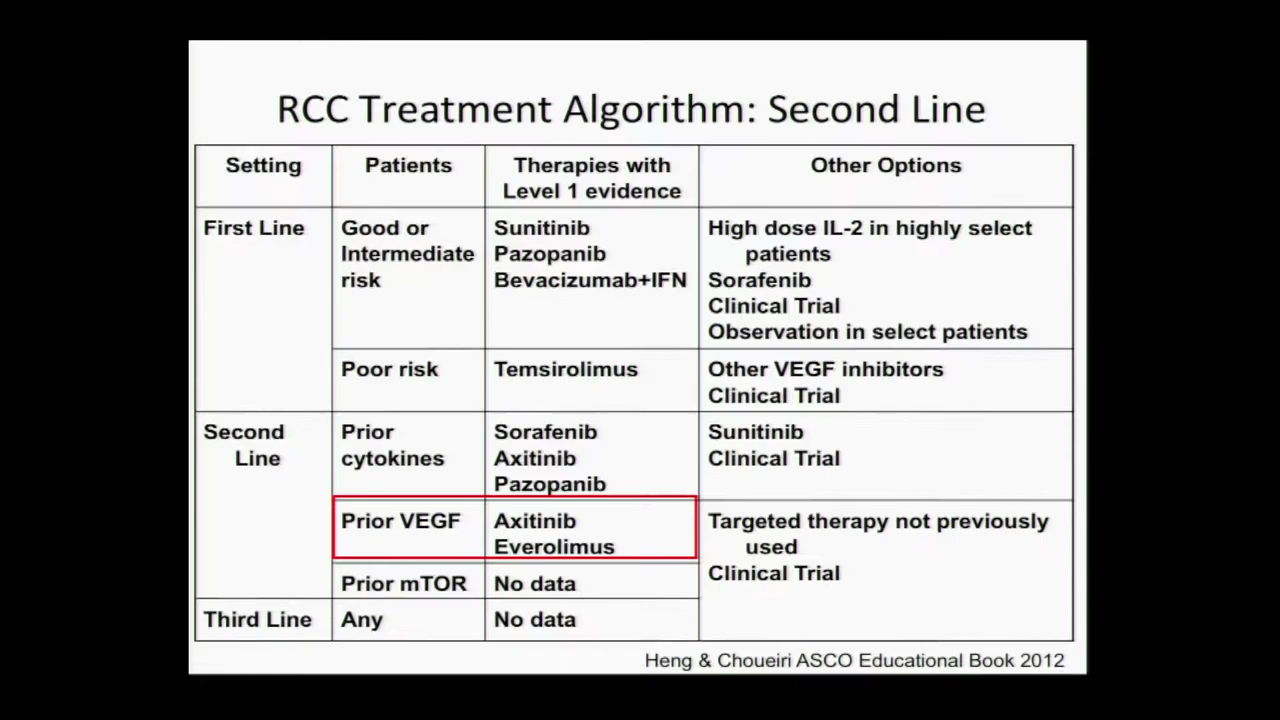 RCC Treatment Algorithm: Second Line
Setting
Patients
Therapies with
Level 1 evidence
Other Options
First Line
Good or
Intermediate
risk
Sunitinib
Pazopanib
Bevacizumab+IFN
High dose IL-2 in highly select
patients
Sorafenib
Clinical Trial
Observation in select patients
Poor risk
Temsirolimus
Other VEGF inhibitors
Clinical Trial
Second
Line
Prior
cytokines
Sorafenib
Axitinib
Pazopanib
Sunitinib
Clinical Trial
Prior VEGF
Axitinib
Everolimus
Targeted therapy not previously
used
Clinical Trial
Prior mTOR
No data
Third Line
Any
No data
Heng & Choueiri ASCO Educational Book 2012